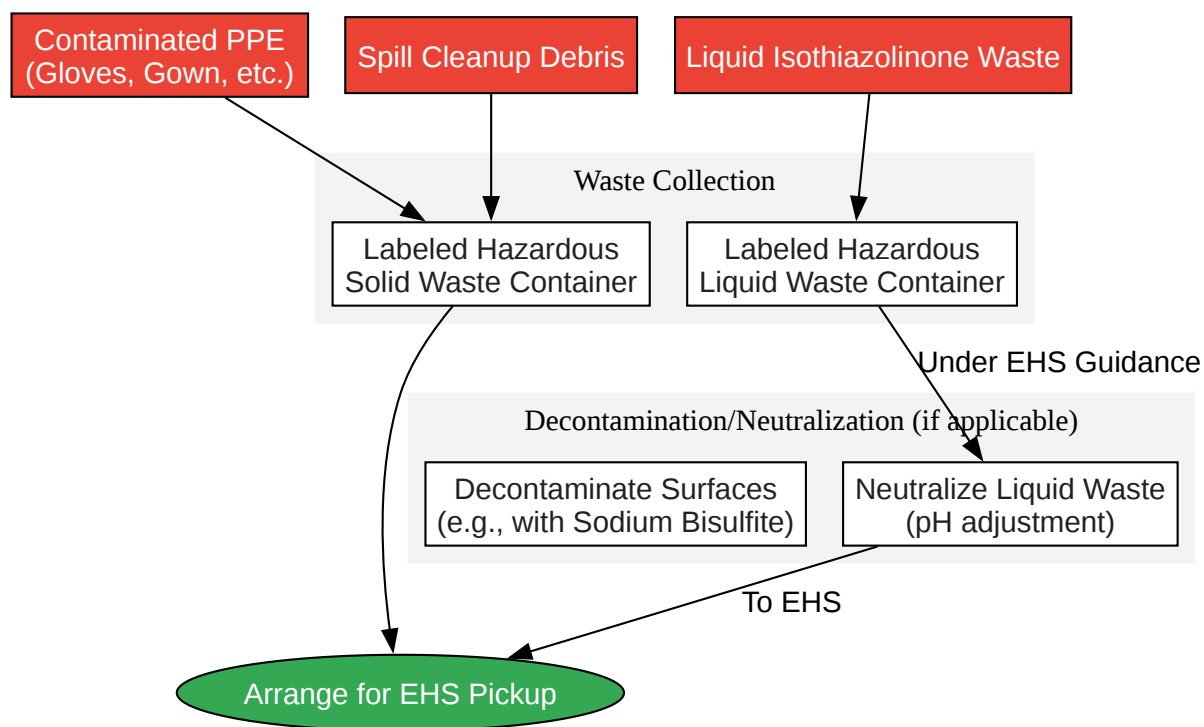 Contaminated PPE
(Gloves, Gown, etc.)
Spill Cleanup Debris
Liquid Isothiazolinone Waste
Waste Collection
Labeled Hazardous
Solid Waste Container
Labeled Hazardous
Liquid Waste Container
Under EHS Guidance
Decontamination/Neutralization (if applicable)
Decontaminate Surfaces
(e.g., with Sodium Bisulfite)
Neutralize Liquid Waste
(pH adjustment)
To EHS
Arrange for EHS Pickup